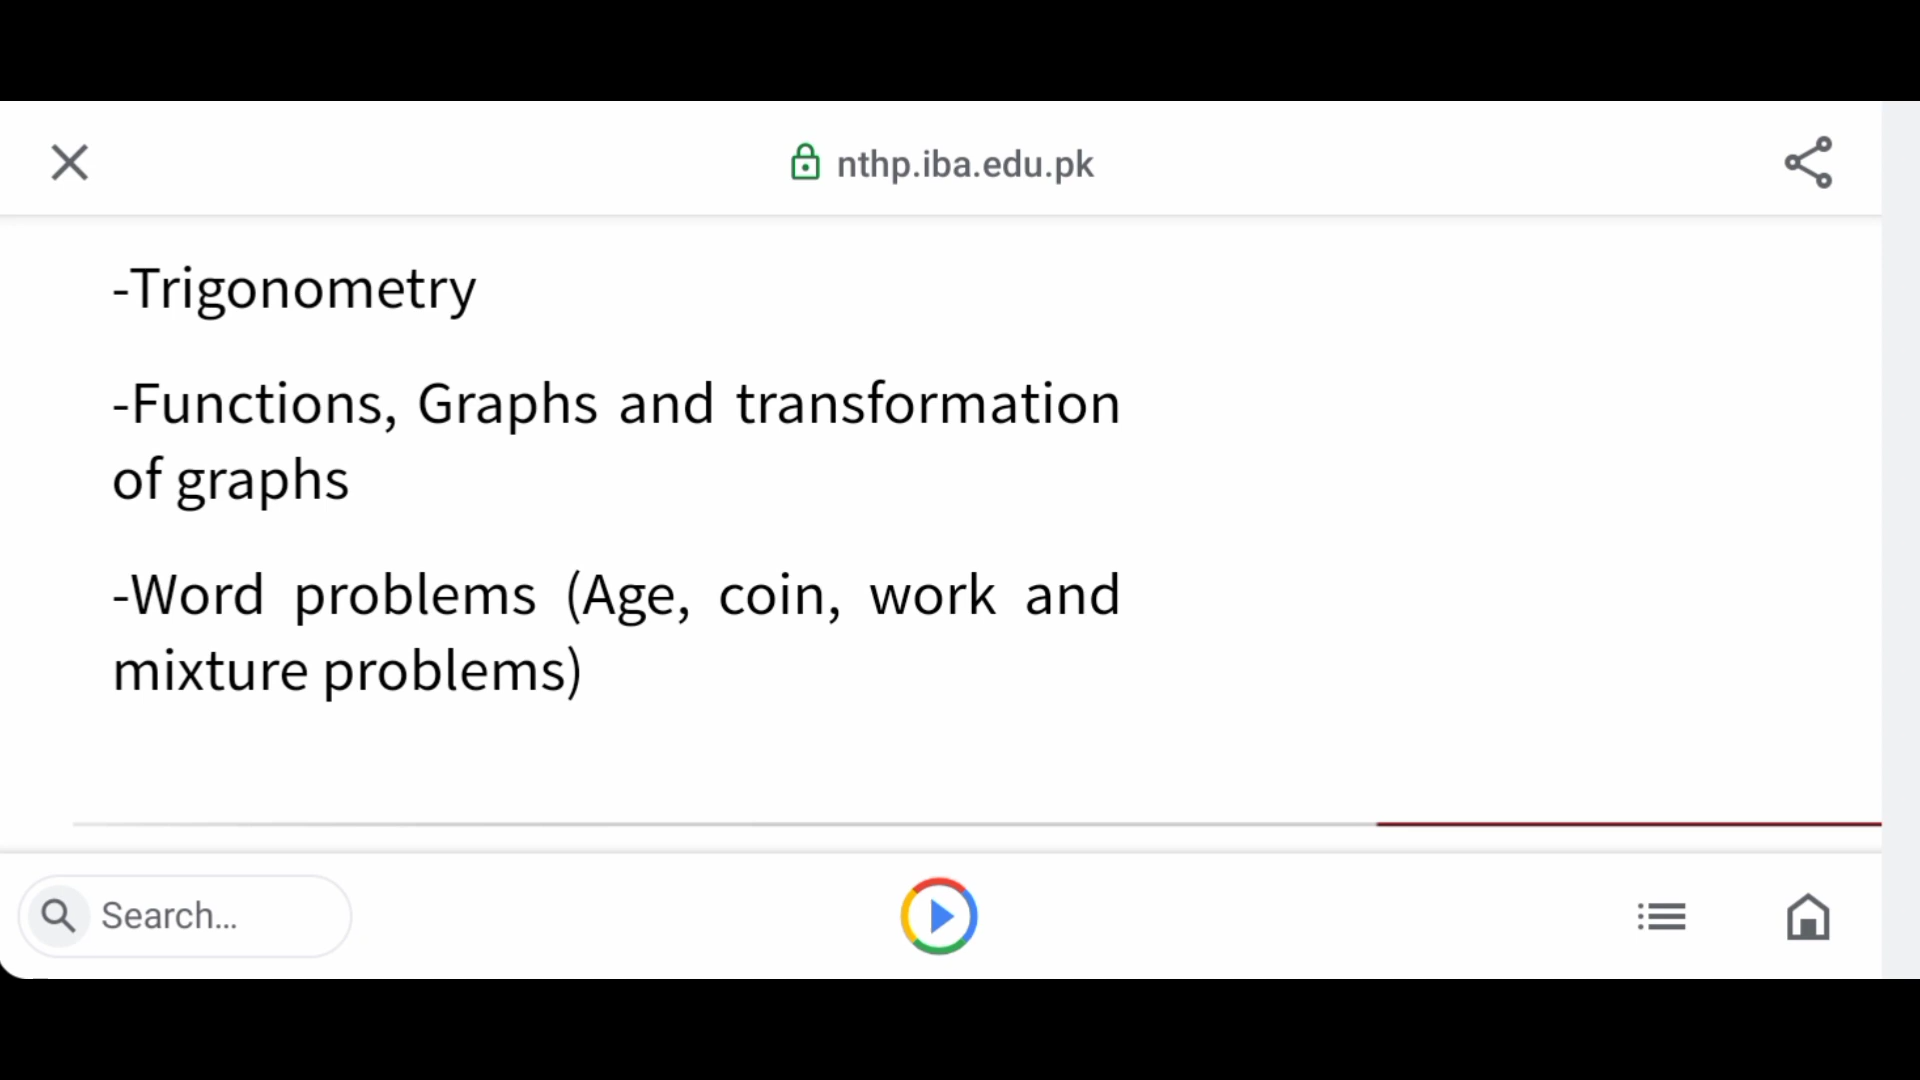 nthp.iba.edu.pk
-Trigonometry
-Functions, Graphs and transformation
of graphs
-Word problems (Age, coin, work and
mixture problems)
Search...